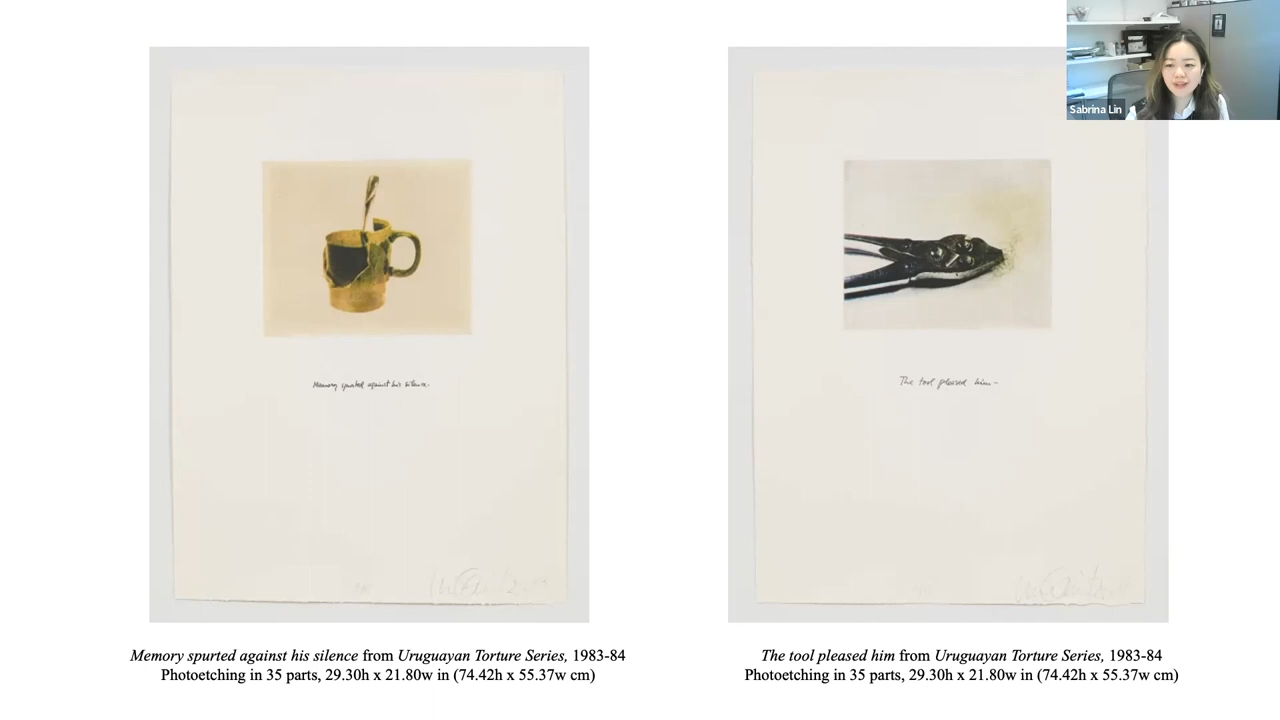 Sabrina Lin
Memory spurted against his silence.
The tool pleased him –
Memory spurted against his silence from Uruguayan Torture Series, 1983-84
Photoetching in 35 parts, 29.30h x 21.80w in (74.42h x 55.37w cm)
The tool pleased him from Uruguayan Torture Series, 1983-84
Photoetching in 35 parts, 29.30h x 21.80w in (74.42h x 55.37w cm)